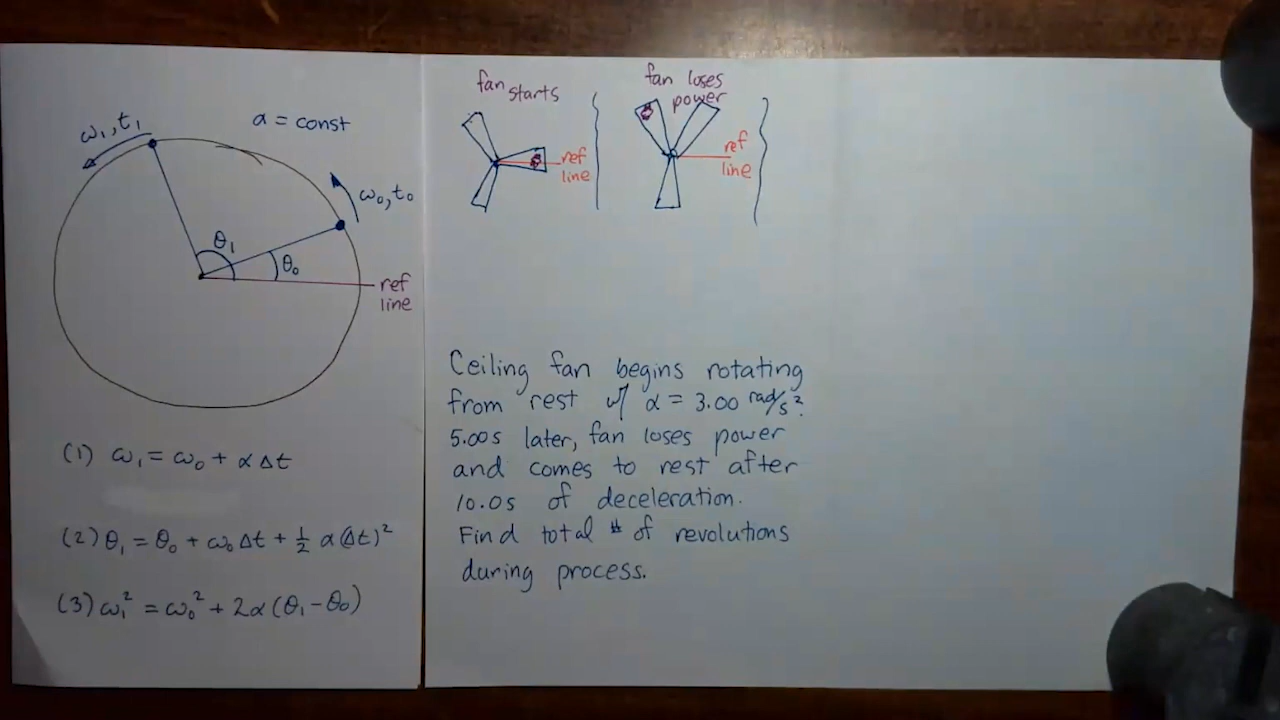 ω₁, t₁
a = const
ω₀, t₀
θ₁
θ₀
ref
line
(1) ω₁ = ω₀ + α Δt
(2) θ₁ = θ₀ + ω₀ Δt + ½ α (Δt)²
(3) ω₁² = ω₀² + 2α (θ₁ - θ₀)
fan
starts
ref
line
fan loses
power
ref
line
Ceiling fan begins rotating
from rest w/ α = 3.00 rad/s².
5.00s later, fan loses power
and comes to rest after
10.0s of deceleration.
Find total # of revolutions
during process.